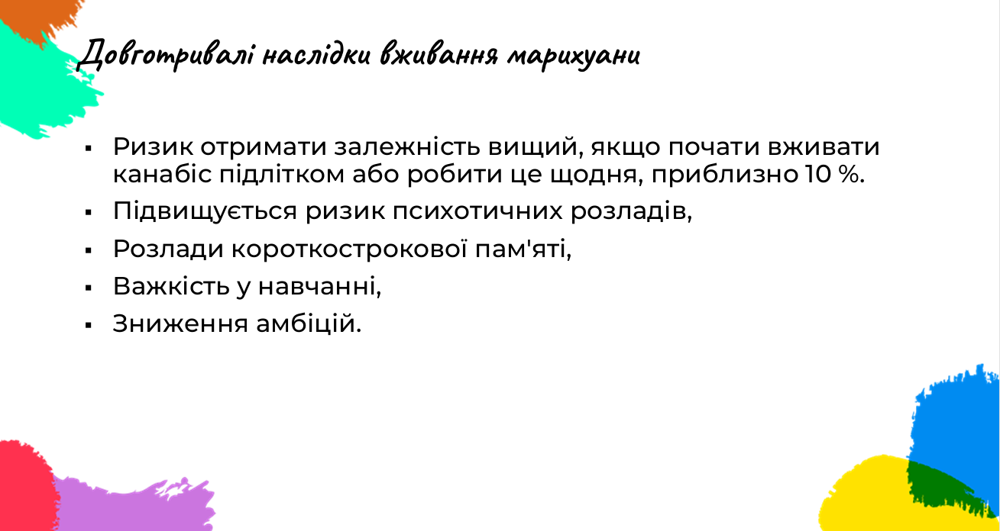 Довготривалі наслідки вживання марихуани
▪ Ризик отримати залежність вищий, якщо почати вживати
канабіс підлітком або робити це щодня, приблизно 10 %.
▪ Підвищується ризик психотичних розладів,
▪ Розлади короткострокової пам'яті,
▪ Важкість у навчанні,
▪ Зниження амбіцій.